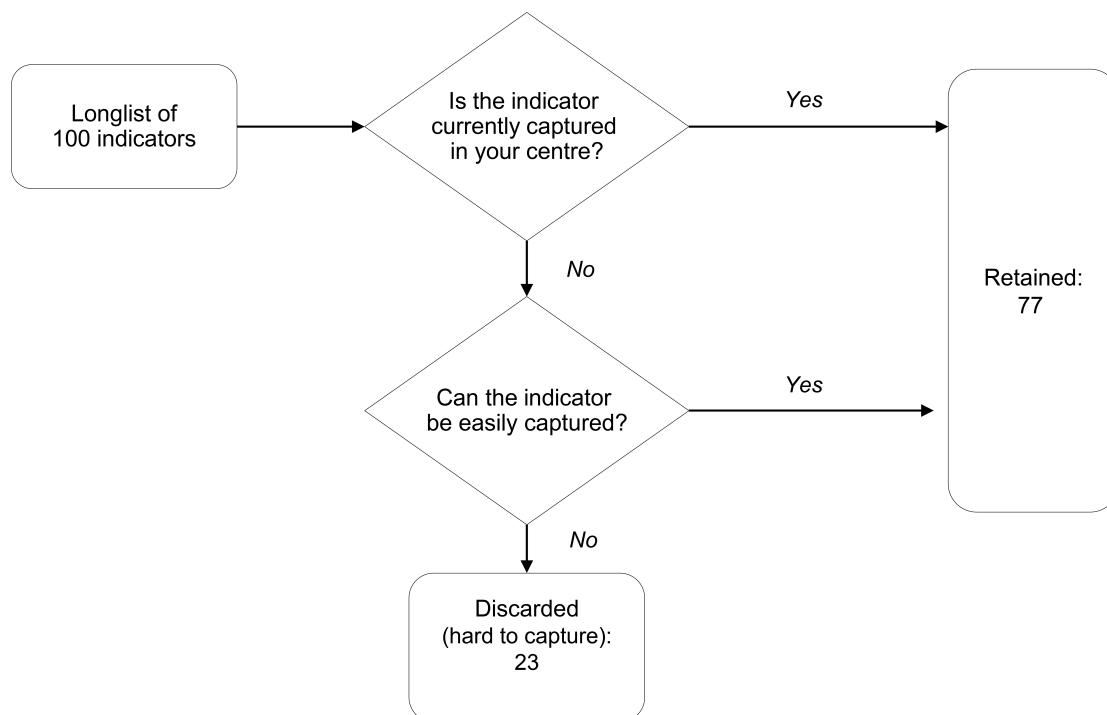 Longlist of
100 indicators
Is the indicator
currently captured
in your centre?
Yes
No
Retained:
77
Can the indicator
be easily captured?
Yes
No
Discarded
(hard to capture):
23